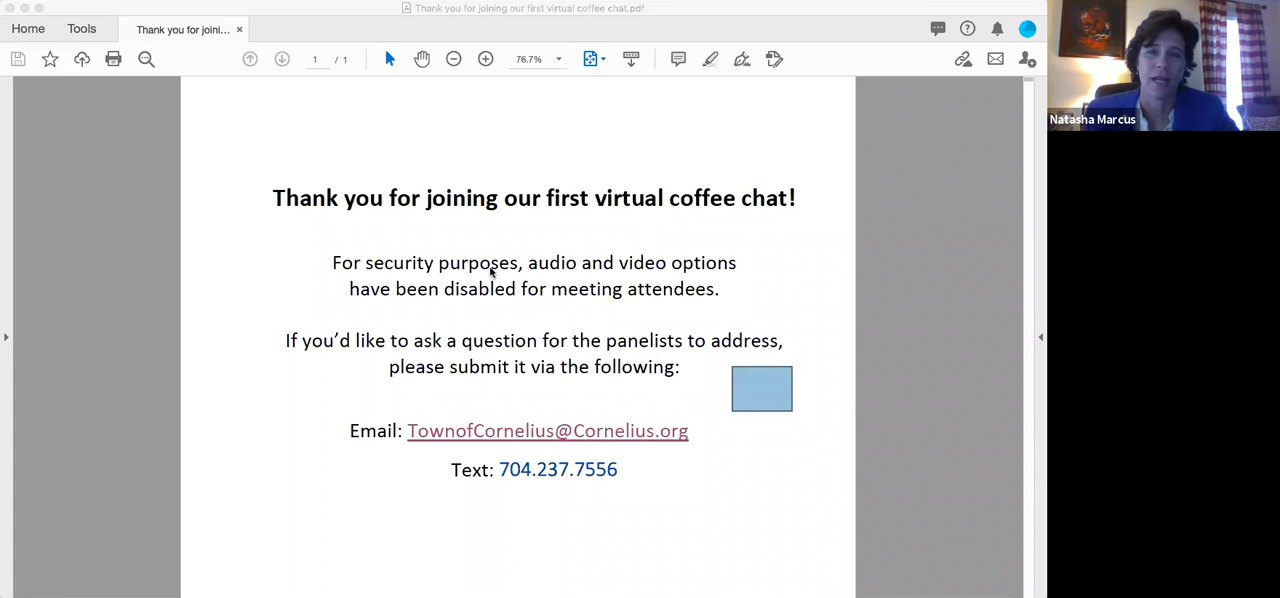 Thank you for joining our first virtual coffee chat.pdf
Home
Tools
Thank you for joini...
1 / 1
76.7%
Natasha Marcus
Thank you for joining our first virtual coffee chat!
For security purposes, audio and video options
have been disabled for meeting attendees.
If you’d like to ask a question for the panelists to address,
please submit it via the following:
Email: TownofCornelius@Cornelius.org
Text: 704.237.7556